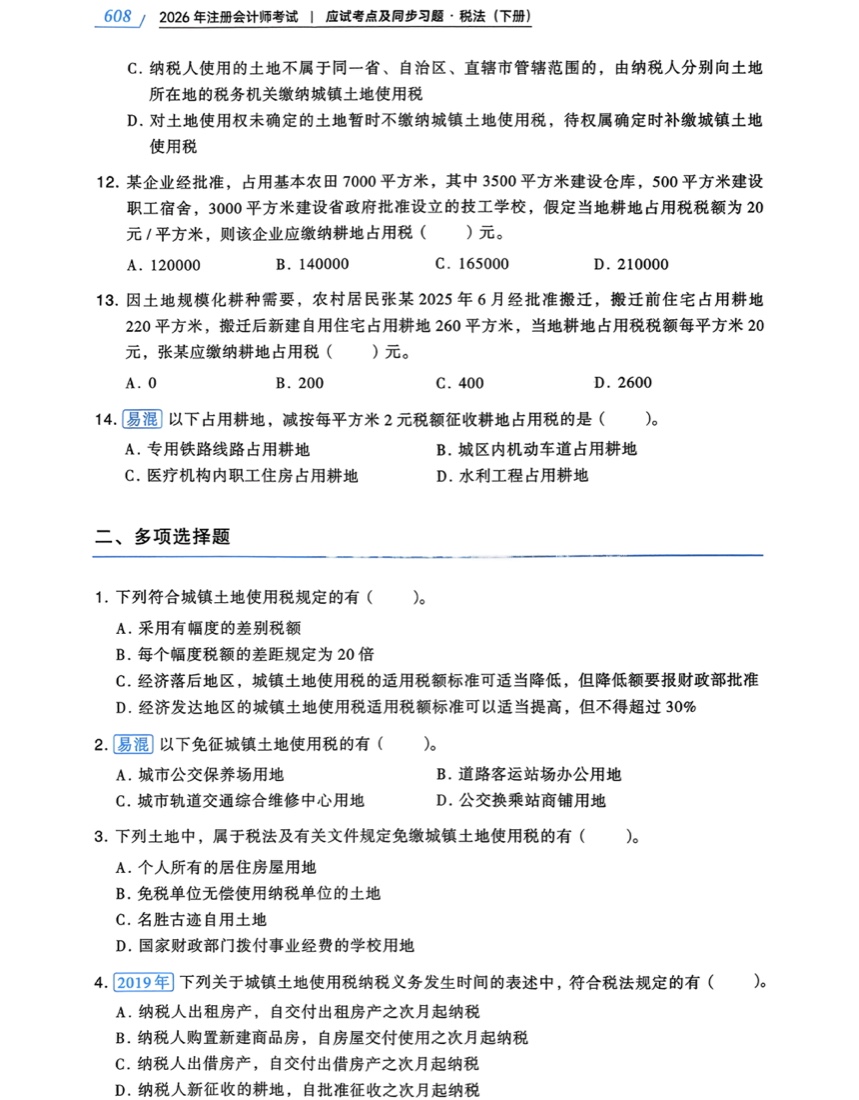 608 / 2026年注册会计师考试 | 应试考点及同步习题·税法（下册）
C. 纳税人使用的土地不属于同一省、自治区、直辖市管辖范围的，由纳税人分别向土地
所在地的税务机关缴纳城镇土地使用税
D. 对土地使用权未确定的土地暂时不缴纳城镇土地使用税，待权属确定时补缴城镇土地
使用税
12. 某企业经批准，占用基本农田 7000 平方米，其中 3500 平方米建设仓库，500 平方米建设
职工宿舍，3000 平方米建设省政府批准设立的技工学校，假定当地耕地占用税税额为 20
元 / 平方米，则该企业应缴纳耕地占用税（　　）元。
A. 120000　B. 140000　C. 165000　D. 210000
13. 因土地规模化耕种需要，农村居民张某 2025 年 6 月经批准搬迁，搬迁前住宅占用耕地
220 平方米，搬迁后新建自用住宅占用耕地 260 平方米，当地耕地占用税税额每平方米 20
元，张某应缴纳耕地占用税（　　）元。
A. 0　B. 200　C. 400　D. 2600
14. 易混 以下占用耕地，减按每平方米 2 元税额征收耕地占用税的是（　　）。
A. 专用铁路线路占用耕地　B. 城区内机动车道占用耕地
C. 医疗机构内职工住房占用耕地　D. 水利工程占用耕地
二、多项选择题
1. 下列符合城镇土地使用税规定的有（　　）。
A. 采用有幅度的差别税额
B. 每个幅度税额的差距规定为 20 倍
C. 经济落后地区，城镇土地使用税的适用税额标准可适当降低，但降低额要报财政部批准
D. 经济发达地区的城镇土地使用税适用税额标准可以适当提高，但不得超过 30%
2. 易混 以下免征城镇土地使用税的有（　　）。
A. 城市公交保养场用地　B. 道路客运站场办公用地
C. 城市轨道交通综合维修中心用地　D. 公交换乘站商铺用地
3. 下列土地中，属于税法及有关文件规定免缴城镇土地使用税的有（　　）。
A. 个人所有的居住房屋用地
B. 免税单位无偿使用纳税单位的土地
C. 名胜古迹自用土地
D. 国家财政部门拨付事业经费的学校用地
4. 2019年 下列关于城镇土地使用税纳税义务发生时间的表述中，符合税法规定的有（　　）。
A. 纳税人出租房产，自交付出租房产之次月起纳税
B. 纳税人购置新建商品房，自房屋交付使用之次月起纳税
C. 纳税人出借房产，自交付出借房产之次月起纳税
D. 纳税人新征收的耕地，自批准征收之次月起纳税